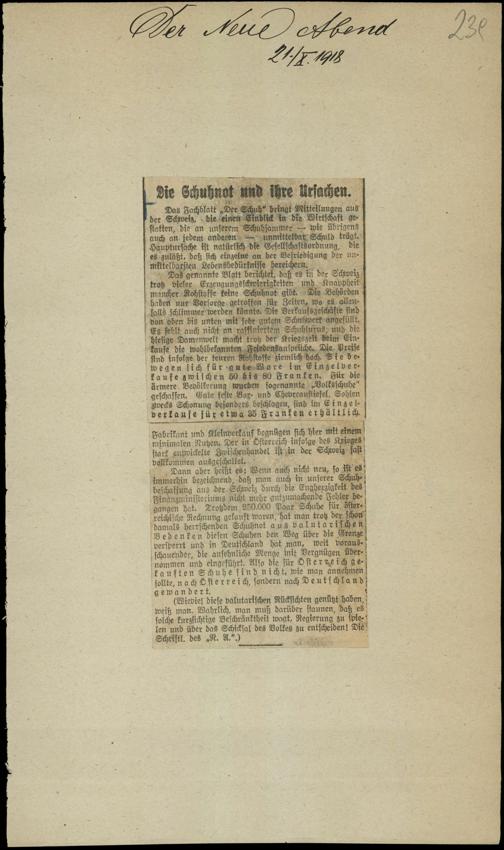 Der Neue Abend
21./X. 1918
23e
Die Schuhnot und ihre Ursachen.
Das Fachblatt „Der Schuh“ bringt Mitteilungen aus
der Schweiz, die einen Einblick in die Wirtschaft ge-
statten, die an unserem Schuhjammer — wie übrigens
auch an jedem anderen — unmittelbar Schuld trägt.
Hauptursache ist natürlich die Gesellschaftsordnung, die
es zuläßt, daß sich einzelne an der Befriedigung der un-
mittelbarsten Lebensbedürfnisse bereichern.
Das genannte Blatt berichtet, daß es in der Schweiz
trotz vieler Erzeugungsschwierigkeiten und Knappheit
mancher Rohstoffe keine Schuhnot gibt. Die Behörden
haben nur Vorsorge getroffen für Zeiten, wo es allen-
falls schlimmer werden könnte. Die Verkaufsgeschäfte sind
von oben bis unten mit sehr gutem Schuhwerk angefüllt.
Es fehlt auch nicht an raffiniertem Schuhluxus, und die
hiesige Damenwelt macht trotz der Kriegszeit beim Ein-
kaufe die wohlbekannten Friedensansprüche. Die Preise
sind infolge der teuren Rohstoffe ziemlich hoch. Sie be-
wegen sich für gute Ware im Einzelver-
kaufe zwischen 50 bis 80 Franken. Für die
ärmere Bevölkerung wurden sogenannte „Volksschuhe“
geschaffen. Gute feste Box- und Chevreaustiefel, Sohlen
zwecks Schonung besonders beschlagen, sind im Einzel-
verkaufe für etwa 35 Franken erhältlich.
Fabrikant und Kleinverkauf begnügen sich hier mit einem
minimalen Nutzen. Der in Österreich infolge des Krieges
stark entwickelte Zwischenhandel ist in der Schweiz fast
vollkommen ausgeschaltet.
Dann aber heißt es: Wenn auch nicht neu, so ist es
immerhin bezeichnend, daß man auch in unserer Schuh-
beschaffung aus der Schweiz durch die Engherzigkeit des
Finanzministeriums nicht mehr gutzumachende Fehler be-
gangen hat. Trotzdem 250.000 Paar Schuhe für öster-
reichische Rechnung gekauft waren, hat man trotz der schon
damals herrschenden Schuhnot aus valutarischen
Bedenken diesen Schuhen den Weg über die Grenze
versperrt und in Deutschland hat man, weit voraus-
schauender, die ansehnliche Menge mit Vergnügen über-
nommen und eingeführt. Also die für Österreich ge-
kauften Schuhe sind nicht, wie man annehmen
sollte, nach Österreich, sondern nach Deutschland
gewandert.
(Wieviel diese valutarischen Rücksichten genützt haben,
weiß man. Wahrlich, man muß darüber staunen, daß es
solche kurzsichtige Beschränktheit wagt, Regierung zu spie-
len und über das Schicksal des Volkes zu entscheiden! Die
Schriftl. des „N. A.“.)